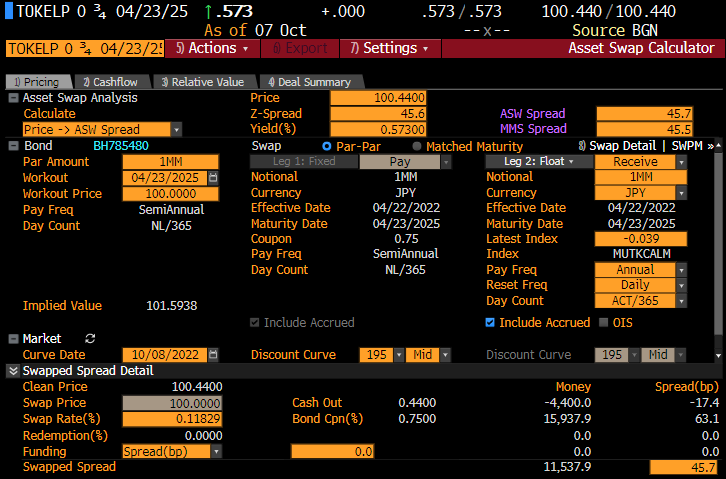 TOKELP 0 ¾ 04/23/25 ↑.573 +.000 .573/.573 100.440/100.440
As of 07 Oct --x-- Source BGN
TOKELP 0 ¾ 04/23/25 5) Actions 6) Export 7) Settings Asset Swap Calculator
1) Pricing 2) Cashflow 3) Relative Value 4) Deal Summary
Asset Swap Analysis Price 100.4400
Calculate Z-Spread 45.6 ASW Spread 45.7
Price -> ASW Spread Yield(%) 0.57300 MMS Spread 45.5
Bond BH785480 Swap Par-Par Matched Maturity 8) Swap Detail | SWPM »
Par Amount 1MM Leg 1: Fixed Pay Leg 2: Float Receive
Workout 04/23/2025 Notional 1MM Notional 1MM
Workout Price 100.0000 Currency JPY Currency JPY
Pay Freq SemiAnnual Effective Date 04/22/2022 Effective Date 04/22/2022
Day Count NL/365 Maturity Date 04/23/2025 Maturity Date 04/23/2025
Coupon 0.75 Latest Index -0.039
Pay Freq SemiAnnual Index MUTKCALM
Day Count NL/365 Pay Freq Annual
Reset Freq Daily
Implied Value 101.5938 Day Count ACT/365
Include Accrued Include Accrued OIS
Market
Curve Date 10/08/2022 Discount Curve 195 Mid Discount Curve 195 Mid
Swapped Spread Detail
Clean Price 100.4400 Money Spread(bp)
Swap Price 100.0000 Cash Out 0.4400 -4,400.0 -17.4
Swap Rate(%) 0.11829 Bond Cpn(%) 0.7500 15,937.9 63.1
Redemption(%) 0.0000 0.0 0.0
Funding Spread(bp) 0.0 0.0 0.0
Swapped Spread 11,537.9 45.7